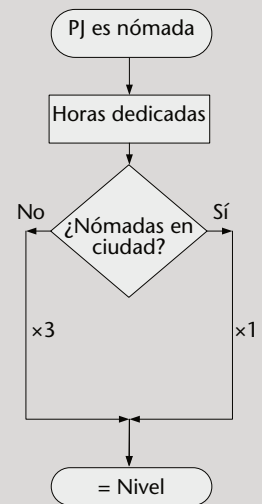 PJ es nómada
Horas dedicadas
¿Nómadas en
ciudad?
No
Sí
×3
×1
= Nivel